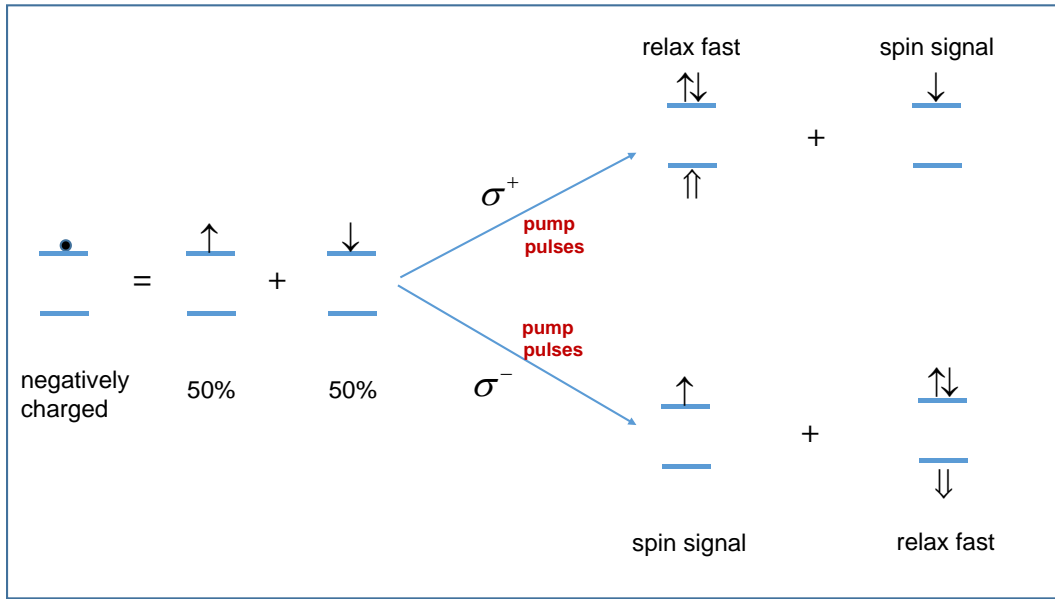 relax fast
spin signal
↑↓
↓
+
⇑
σ⁺
pump
pulses
↑
↓
=
+
pump
pulses
negatively
charged
50%
50%
σ⁻
↑
↑↓
+
⇓
spin signal
relax fast